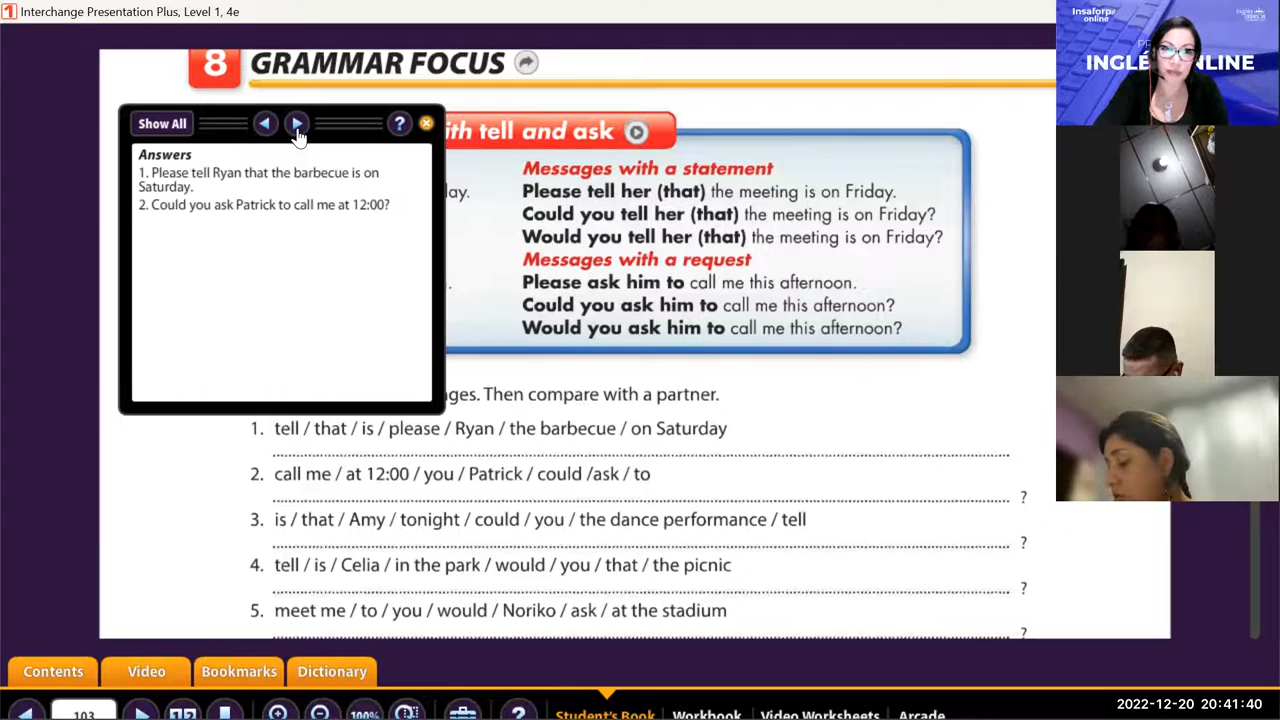 Interchange Presentation Plus, Level 1, 4e
8 GRAMMAR FOCUS
Show All
?
Answers
1. Please tell Ryan that the barbecue is on
Saturday.
2. Could you ask Patrick to call me at 12:00?
ith tell and ask
day.
Messages with a statement
Please tell her (that) the meeting is on Friday.
Could you tell her (that) the meeting is on Friday?
Would you tell her (that) the meeting is on Friday?
Messages with a request
Please ask him to call me this afternoon.
Could you ask him to call me this afternoon?
Would you ask him to call me this afternoon?
ges. Then compare with a partner.
1. tell / that / is / please / Ryan / the barbecue / on Saturday
2. call me / at 12:00 / you / Patrick / could /ask / to
?
3. is / that / Amy / tonight / could / you / the dance performance / tell
?
4. tell / is / Celia / in the park / would / you / that / the picnic
?
5. meet me / to / you / would / Noriko / ask / at the stadium
?
Contents Video Bookmarks Dictionary
103
100%
?
Student's Book Workbook Video Worksheets Arcade
Insaforp
online
INGLÉ
ONLINE
2022-12-20 20:41:40